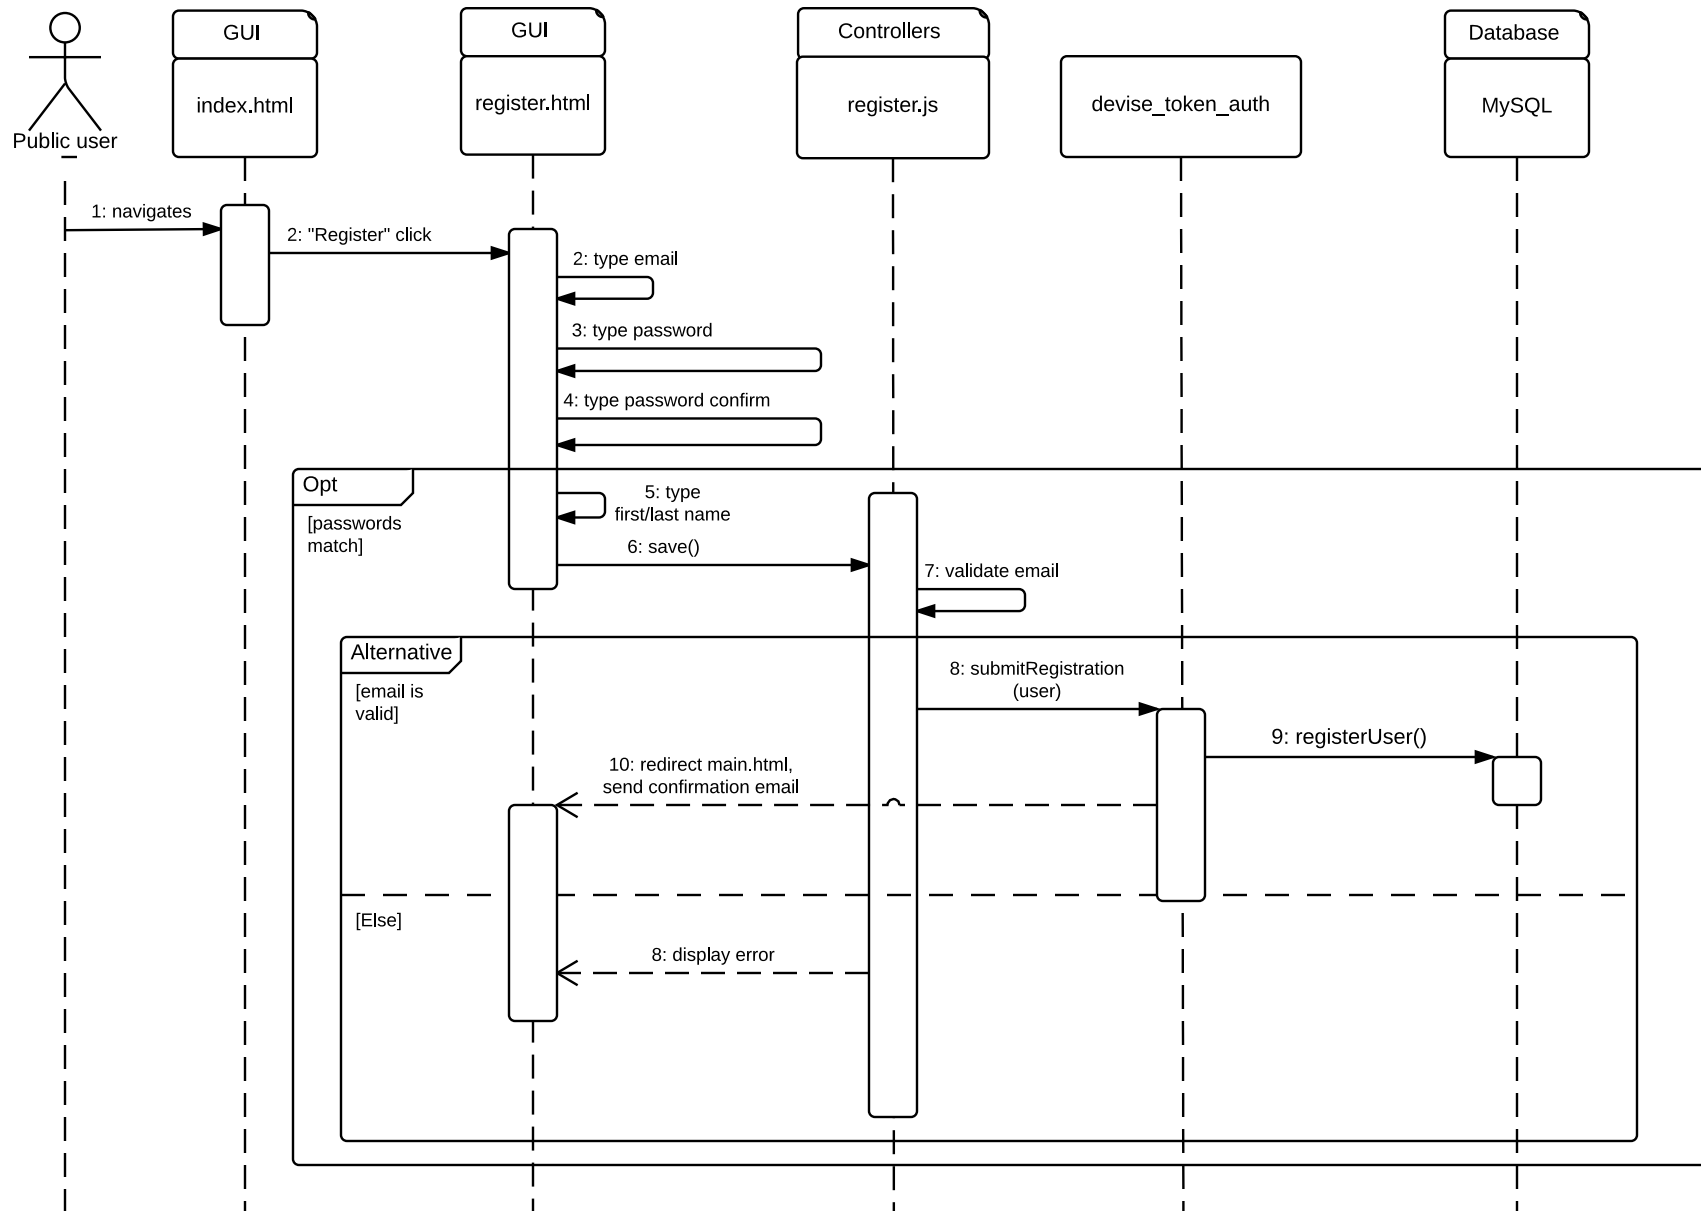 GUI
GUI
Controllers
Database
index.html
register.html
register.js
devise_token_auth
MySQL
Public user
1: navigates
2: "Register" click
2: type email
3: type password
4: type password confirm
Opt
[passwords
match]
5: type
first/last name
6: save()
7: validate email
Alternative
[email is
valid]
8: submitRegistration
(user)
9: registerUser()
10: redirect main.html,
send confirmation email
[Else]
8: display error